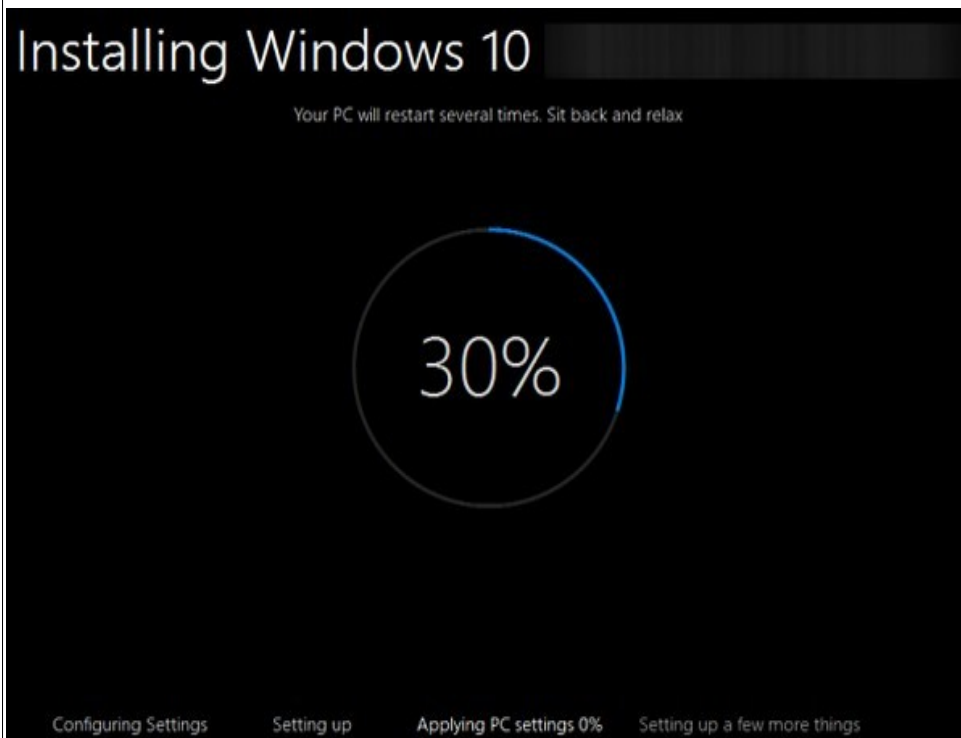 Installing Windows 10
Your PC will restart several times. Sit back and relax
30%
Configuring Settings Setting up Applying PC settings 0% Setting up a few more things